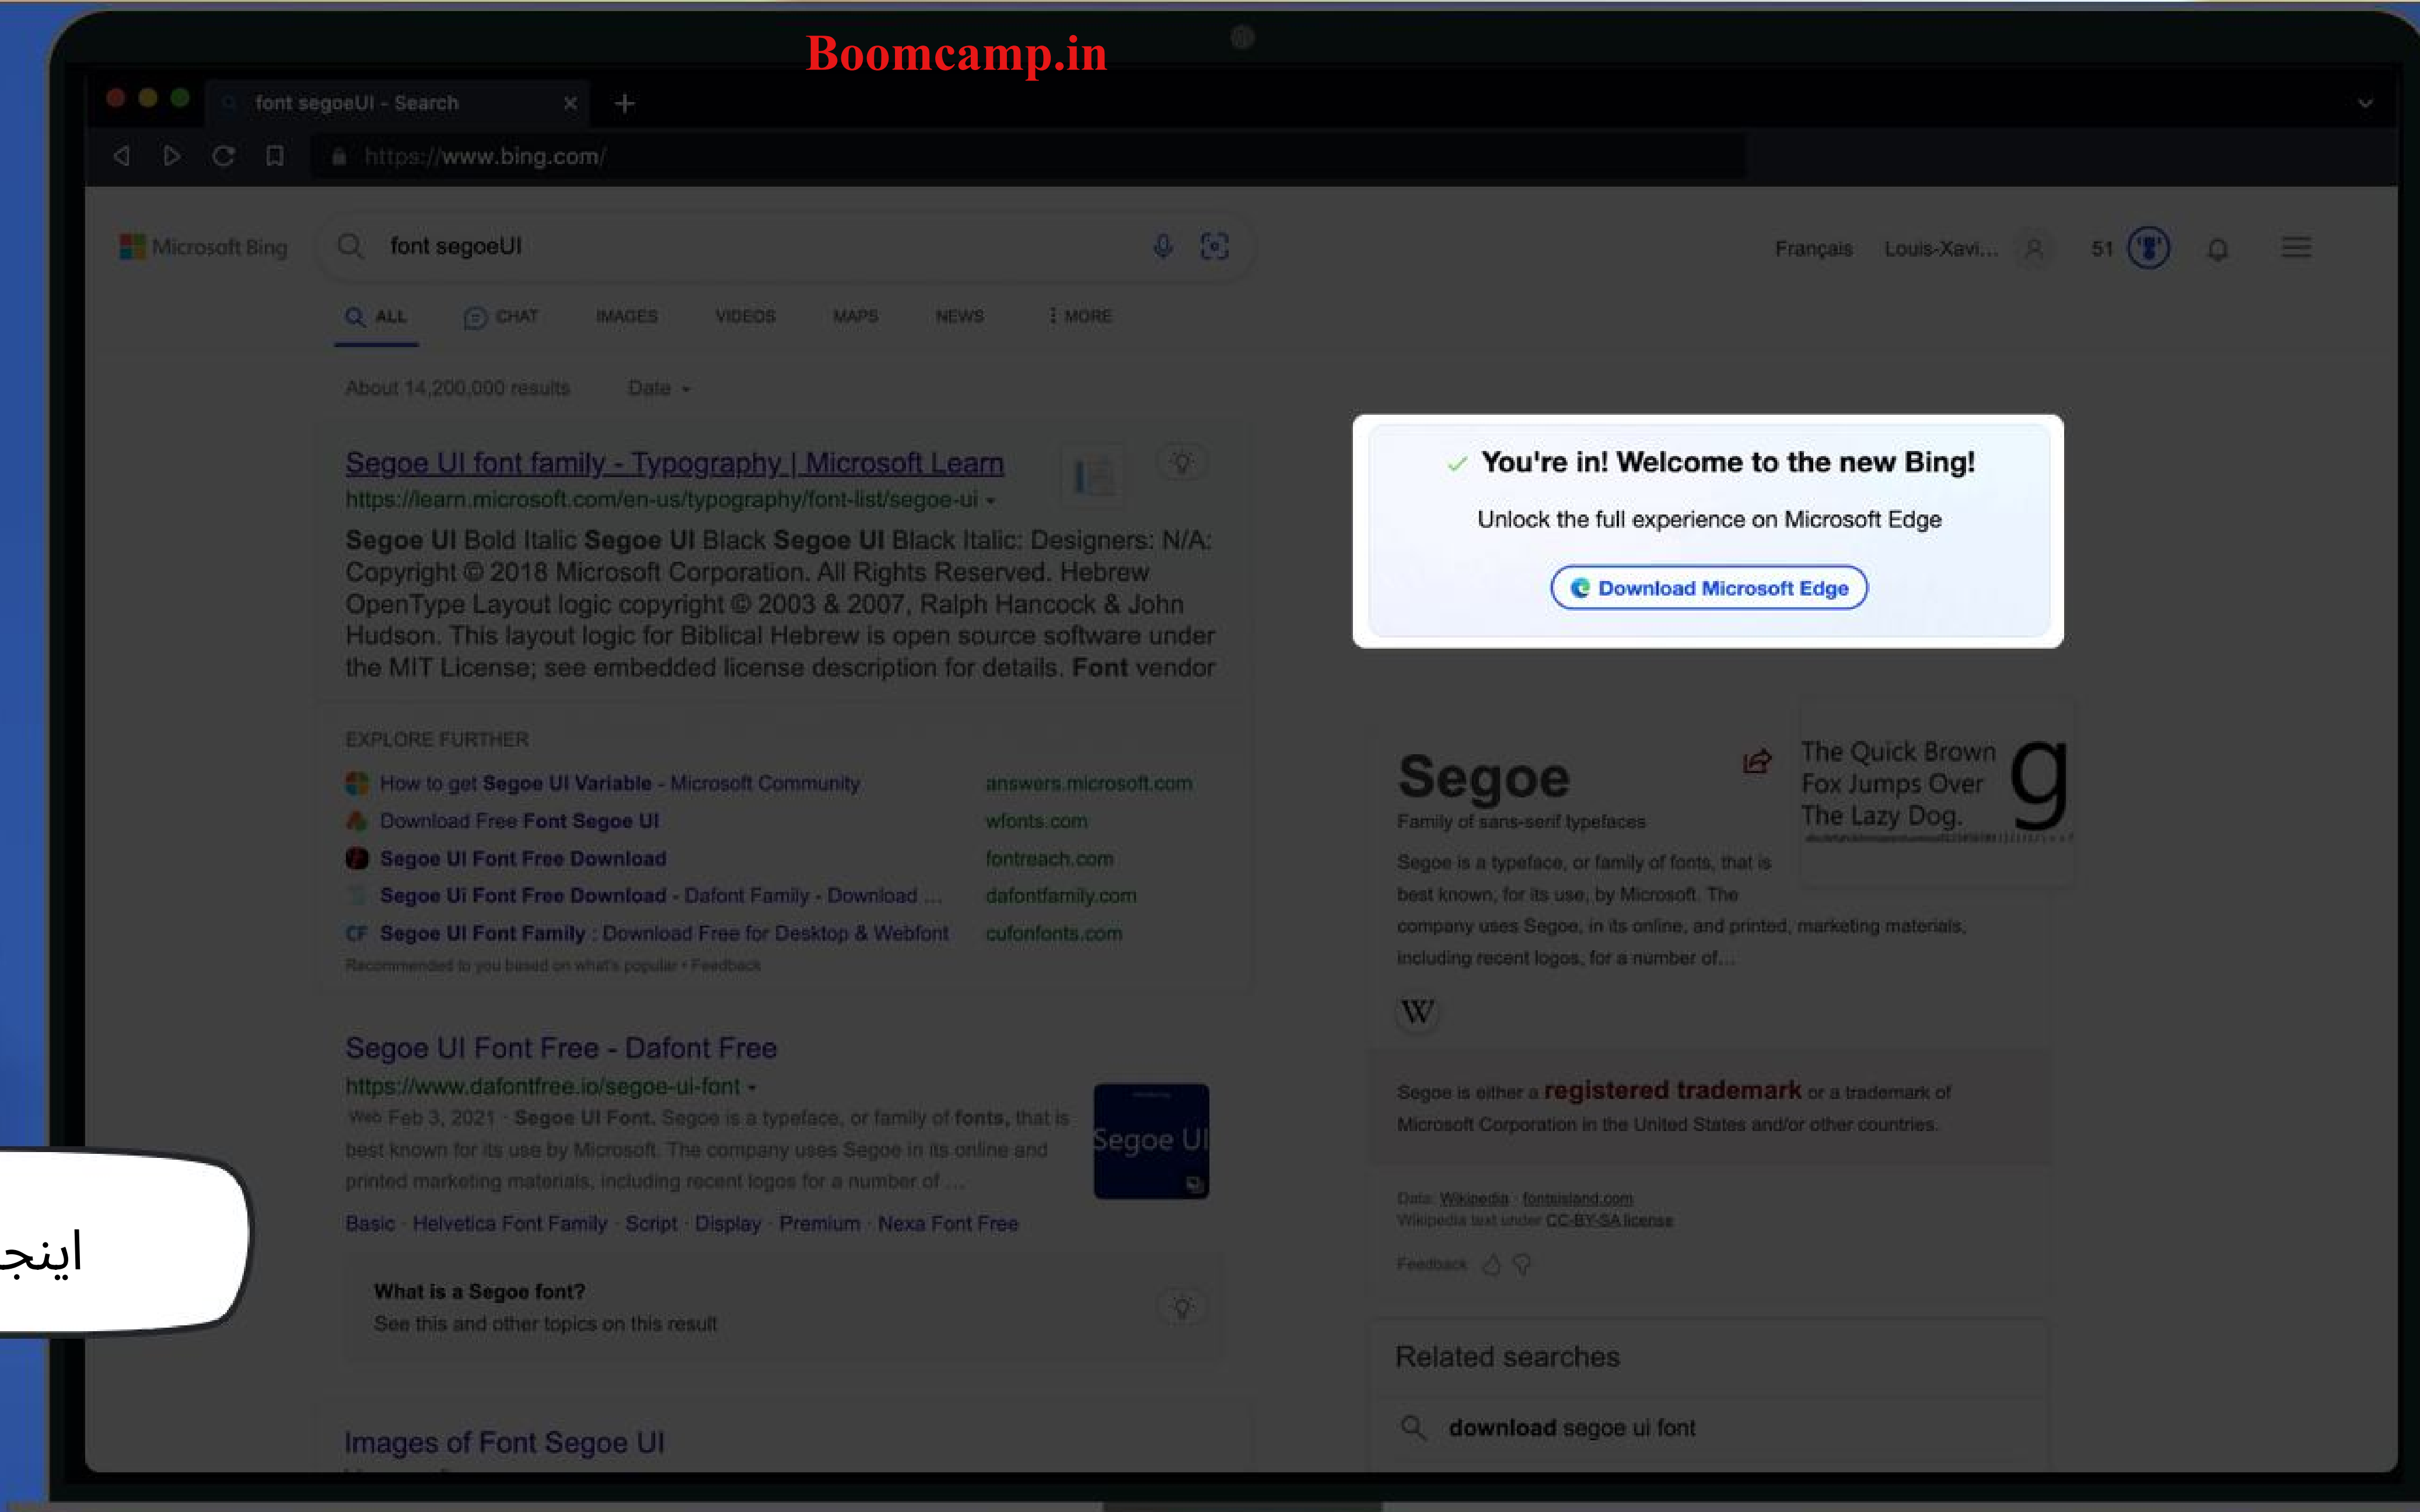 Boomcamp.in
font segoeUI - Search
https://www.bing.com/
Microsoft Bing
font segoeUI
Français Louis-Xavi... 51
ALL CHAT IMAGES VIDEOS MAPS NEWS MORE
About 14,200,000 results Date
Segoe UI font family - Typography | Microsoft Learn
https://learn.microsoft.com/en-us/typography/font-list/segoe-ui
Segoe UI Bold Italic Segoe UI Black Segoe UI Black Italic: Designers: N/A:
Copyright © 2018 Microsoft Corporation. All Rights Reserved. Hebrew
OpenType Layout logic copyright © 2003 & 2007, Ralph Hancock & John
Hudson. This layout logic for Biblical Hebrew is open source software under
the MIT License; see embedded license description for details. Font vendor
EXPLORE FURTHER
How to get Segoe UI Variable - Microsoft Community answers.microsoft.com
Download Free Font Segoe UI wfonts.com
Segoe UI Font Free Download fontreach.com
Segoe Ui Font Free Download - Dafont Family - Download ... dafontfamily.com
CF Segoe UI Font Family : Download Free for Desktop & Webfont cufonfonts.com
Recommended to you based on what's popular • Feedback
Segoe UI Font Free - Dafont Free
https://www.dafontfree.io/segoe-ui-font
Web Feb 3, 2021 · Segoe UI Font. Segoe is a typeface, or family of fonts, that is
best known for its use by Microsoft. The company uses Segoe in its online and
printed marketing materials, including recent logos for a number of ...
Segoe UI
Basic · Helvetica Font Family · Script · Display · Premium · Nexa Font Free
What is a Segoe font?
See this and other topics on this result
Images of Font Segoe UI
You're in! Welcome to the new Bing!
Unlock the full experience on Microsoft Edge
Download Microsoft Edge
Segoe
Family of sans-serif typefaces
The Quick Brown
Fox Jumps Over
The Lazy Dog.
g
Segoe is a typeface, or family of fonts, that is
best known, for its use, by Microsoft. The
company uses Segoe, in its online, and printed, marketing materials,
including recent logos, for a number of...
W
Segoe is either a registered trademark or a trademark of
Microsoft Corporation in the United States and/or other countries.
Data: Wikipedia · fontsisland.com
Wikipedia text under CC-BY-SA license
Feedback
Related searches
download segoe ui font